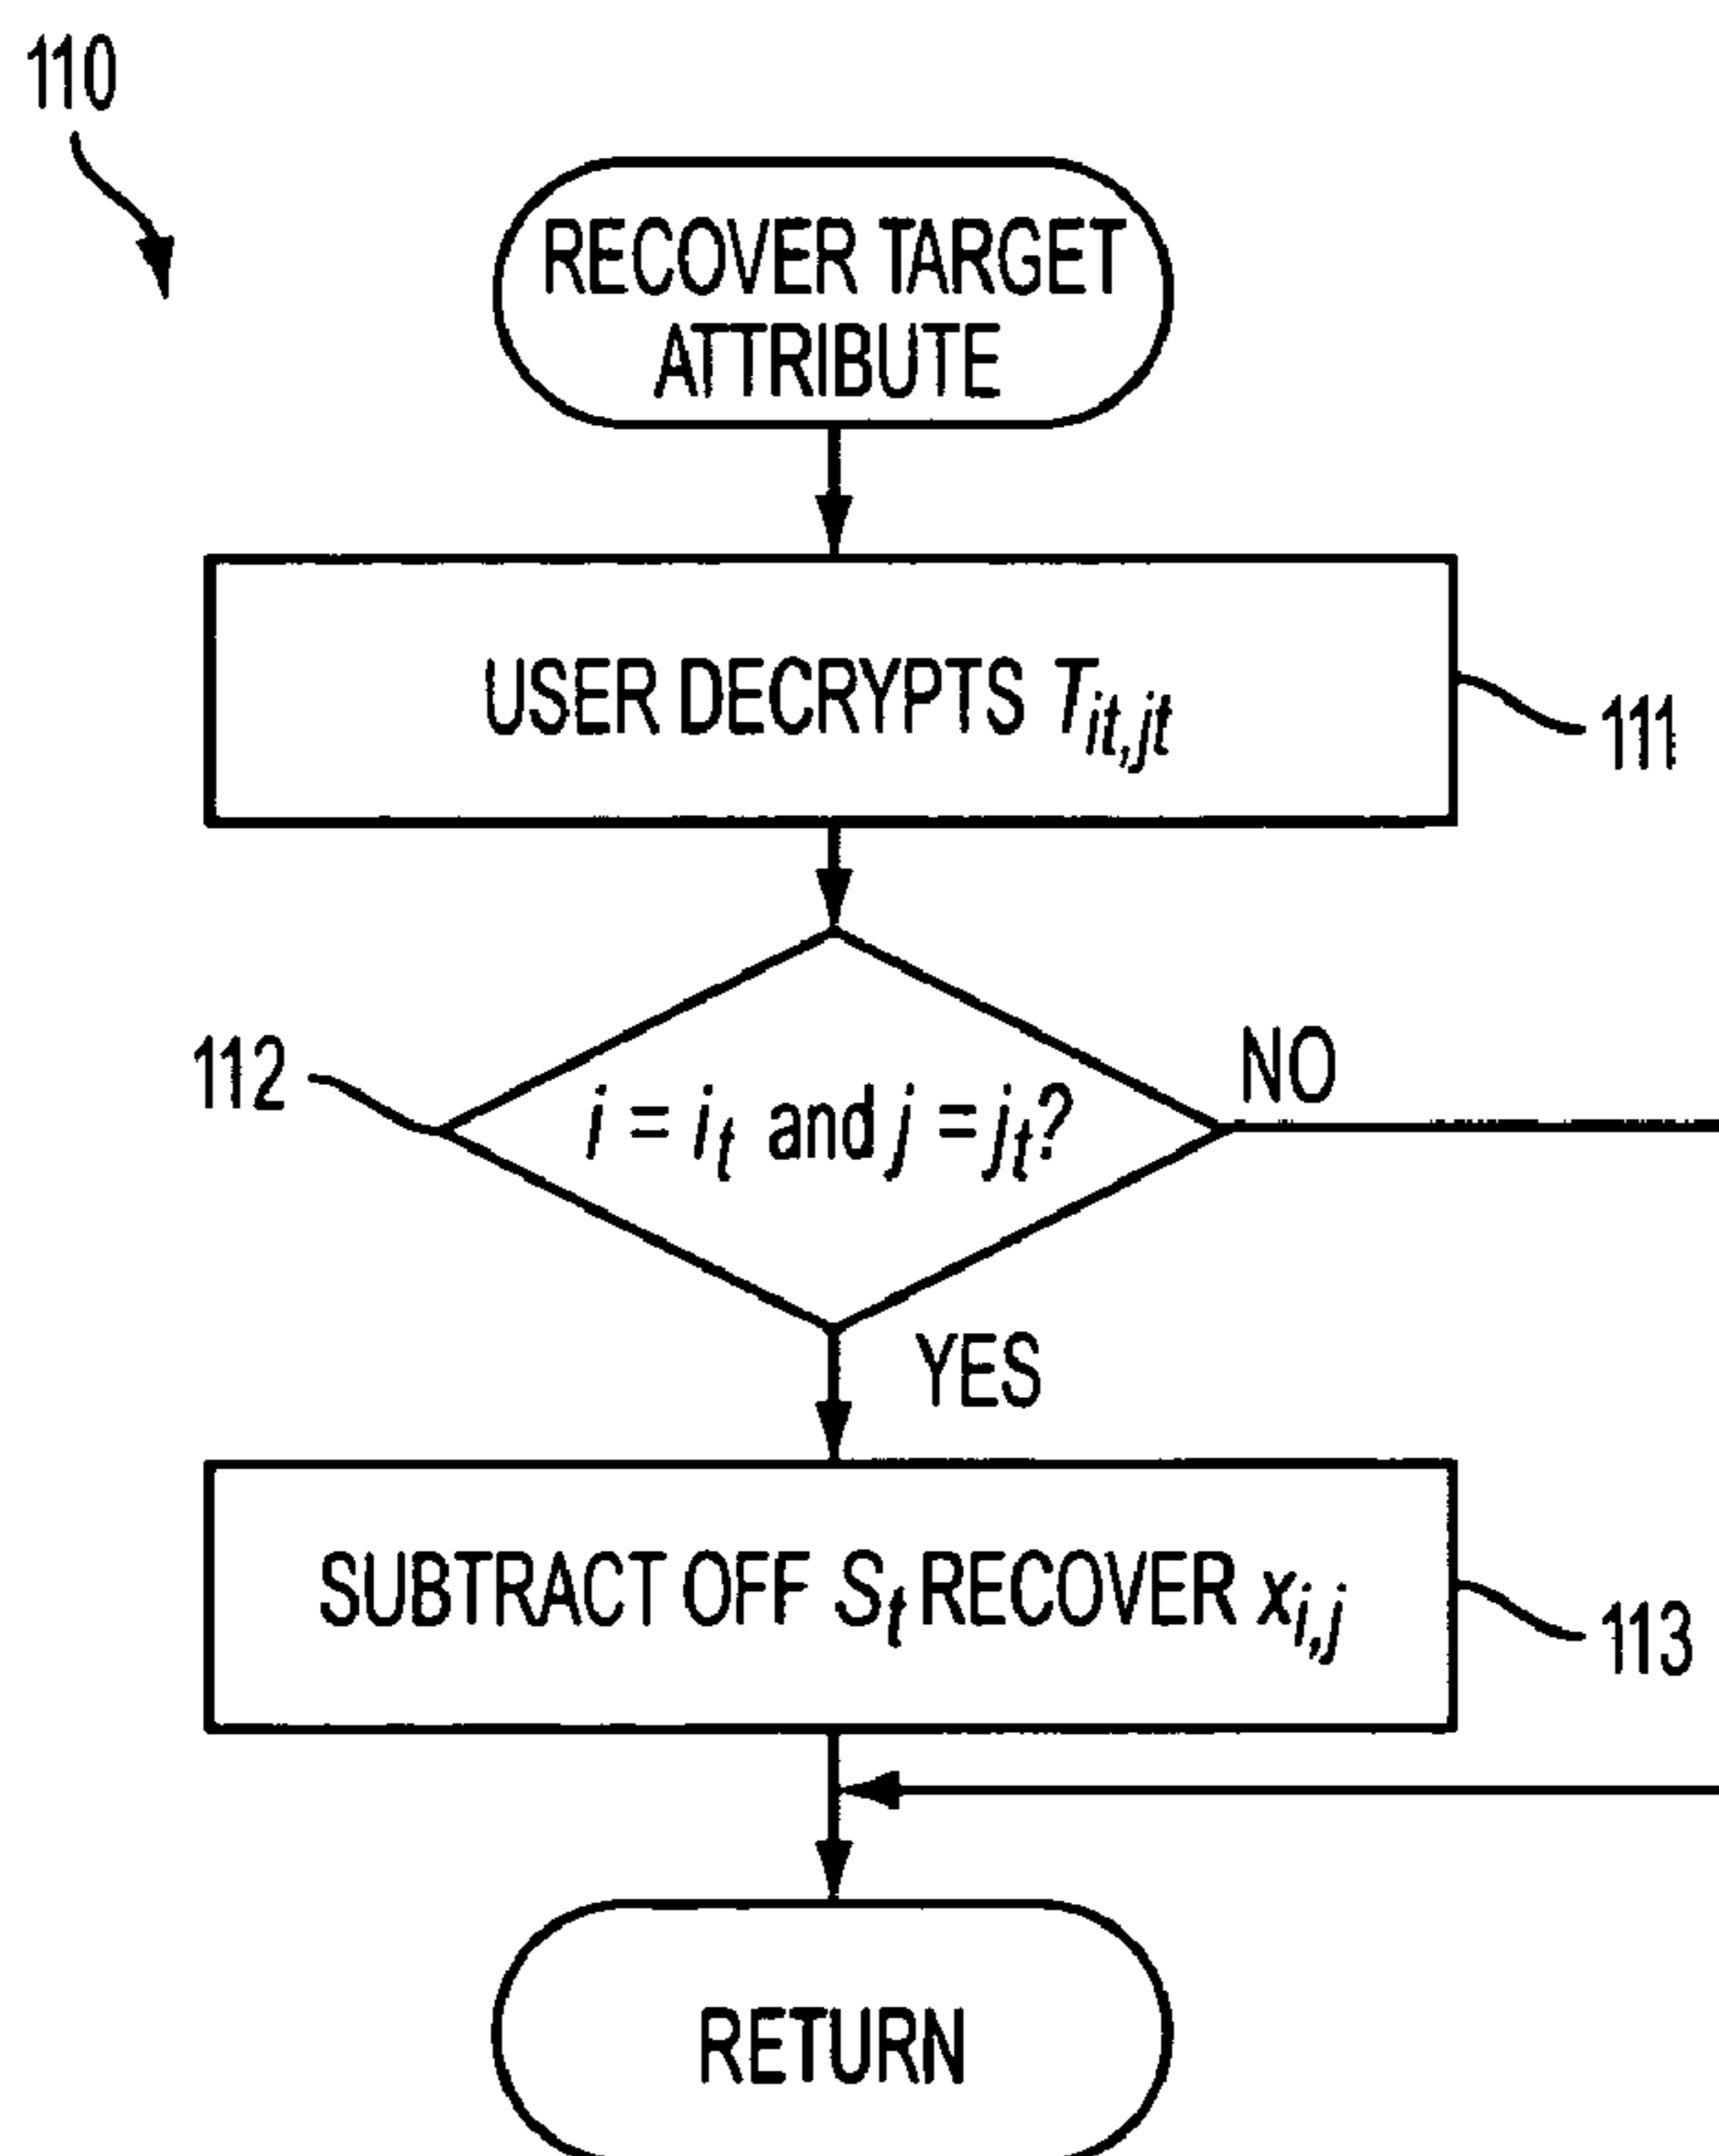 110
RECOVER TARGET
ATTRIBUTE
USER DECRYPTS T_{it,jt}
111
112
i = i_t and j = j_t?
NO
YES
SUBTRACT OFF S_t RECOVER x_{i,j}
113
RETURN